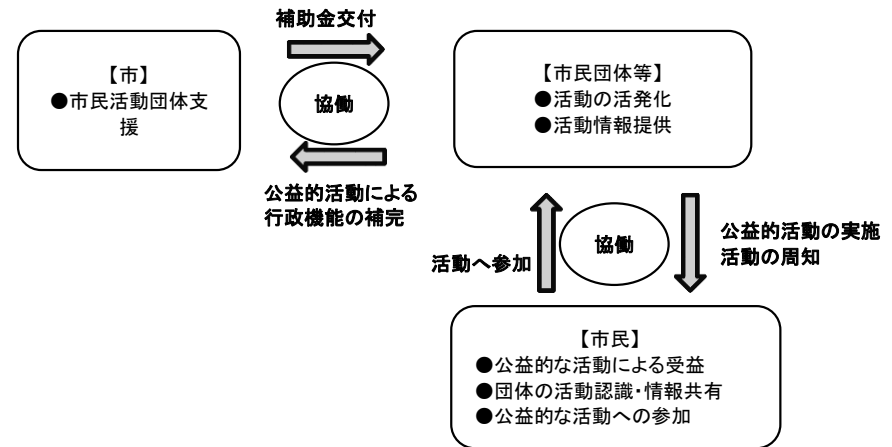 補助金交付
【市】
●市民活動団体支
援
協働
【市民団体等】
●活動の活発化
●活動情報提供
公益的活動による
行政機能の補完
活動へ参加
協働
公益的活動の実施
活動の周知
【市民】
●公益的な活動による受益
●団体の活動認識・情報共有
●公益的な活動への参加